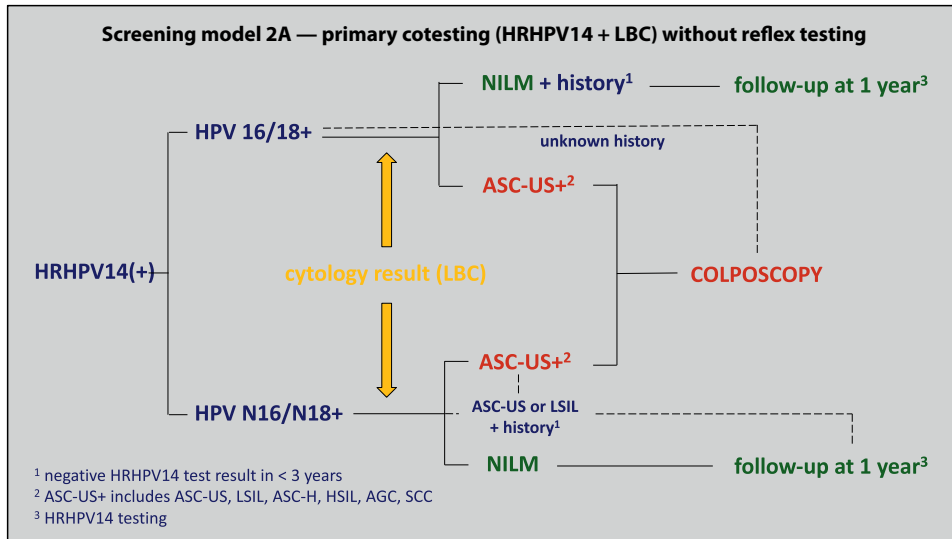 Screening model 2A — primary cotesting (HRHPV14 + LBC) without reflex testing
NILM + history¹
follow-up at 1 year³
HPV 16/18+
unknown history
ASC-US+²
HRHPV14(+)
cytology result (LBC)
COLPOSCOPY
ASC-US+²
HPV N16/N18+
ASC-US or LSIL
+ history¹
NILM
follow-up at 1 year³
¹ negative HRHPV14 test result in < 3 years
² ASC-US+ includes ASC-US, LSIL, ASC-H, HSIL, AGC, SCC
³ HRHPV14 testing